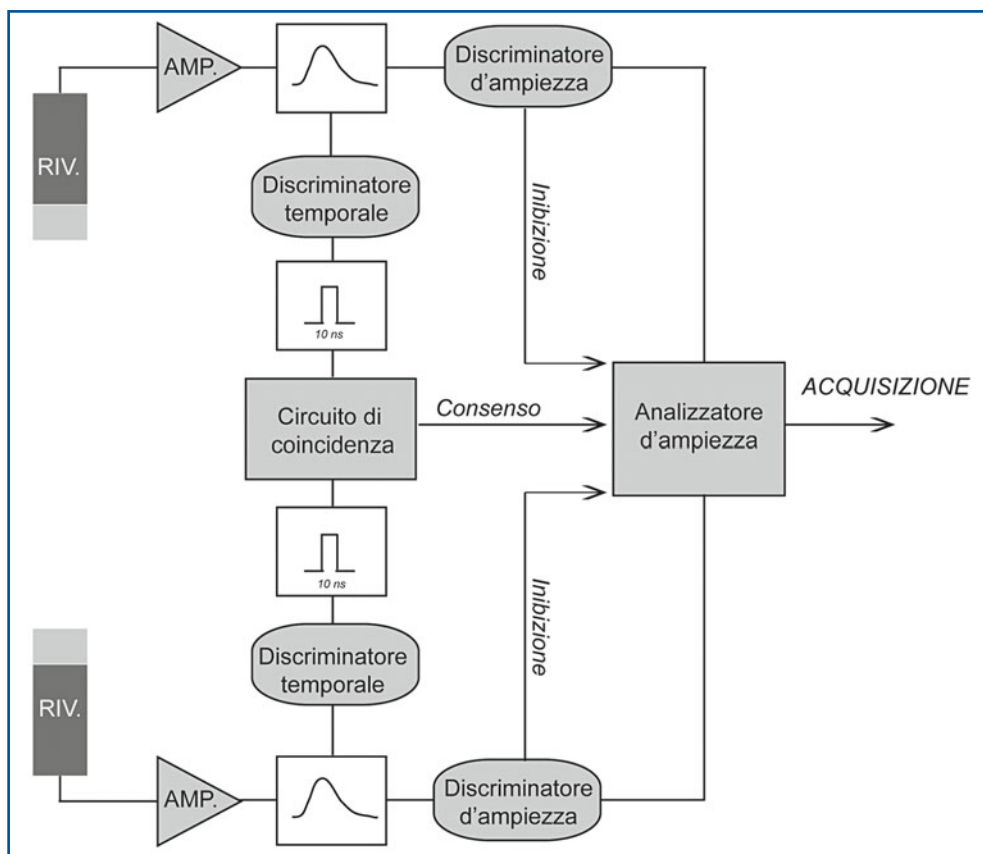 AMP.
Discriminatore
d'ampiezza
RIV.
Discriminatore
temporale
Inibizione
10 ns
Circuito di
coincidenza
Consenso
Analizzatore
d'ampiezza
ACQUISIZIONE
10 ns
Inibizione
Discriminatore
temporale
RIV.
AMP.
Discriminatore
d'ampiezza